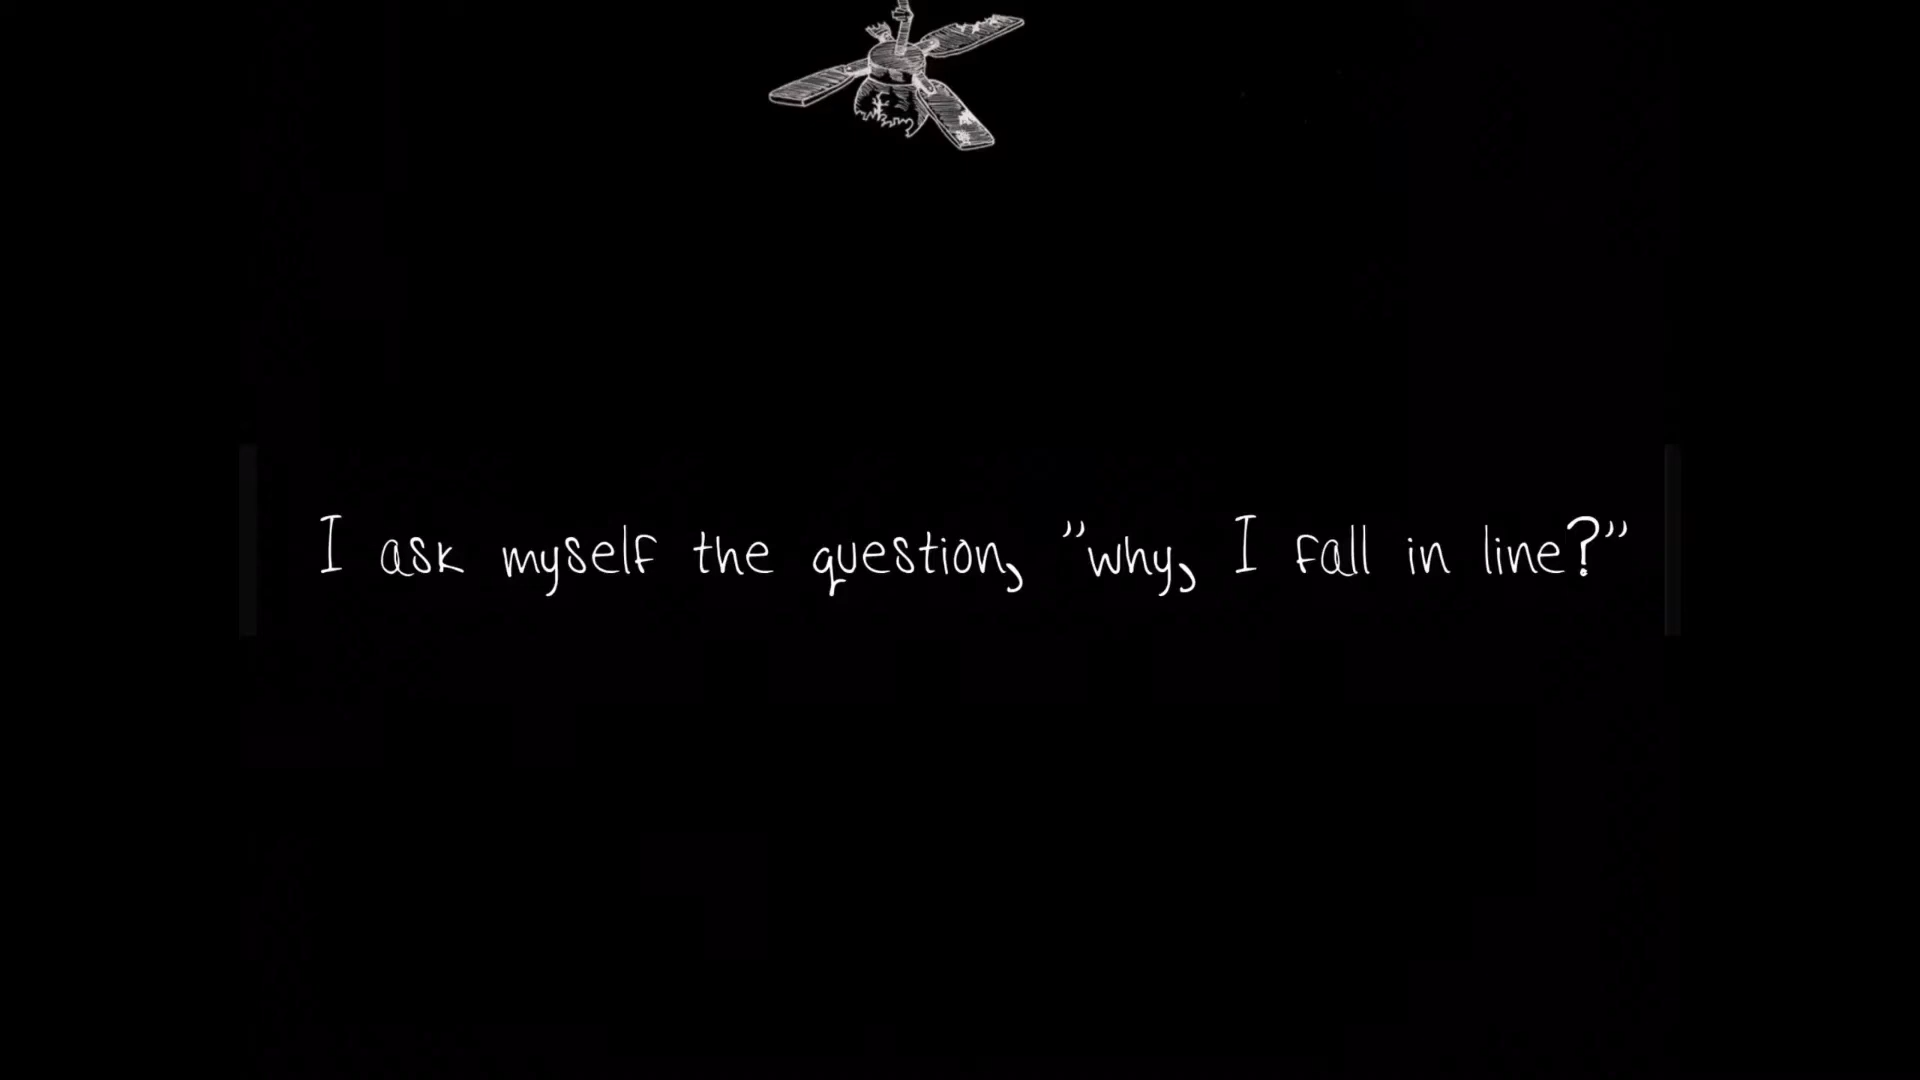 I ask myself the question, "why, I fall in line?"